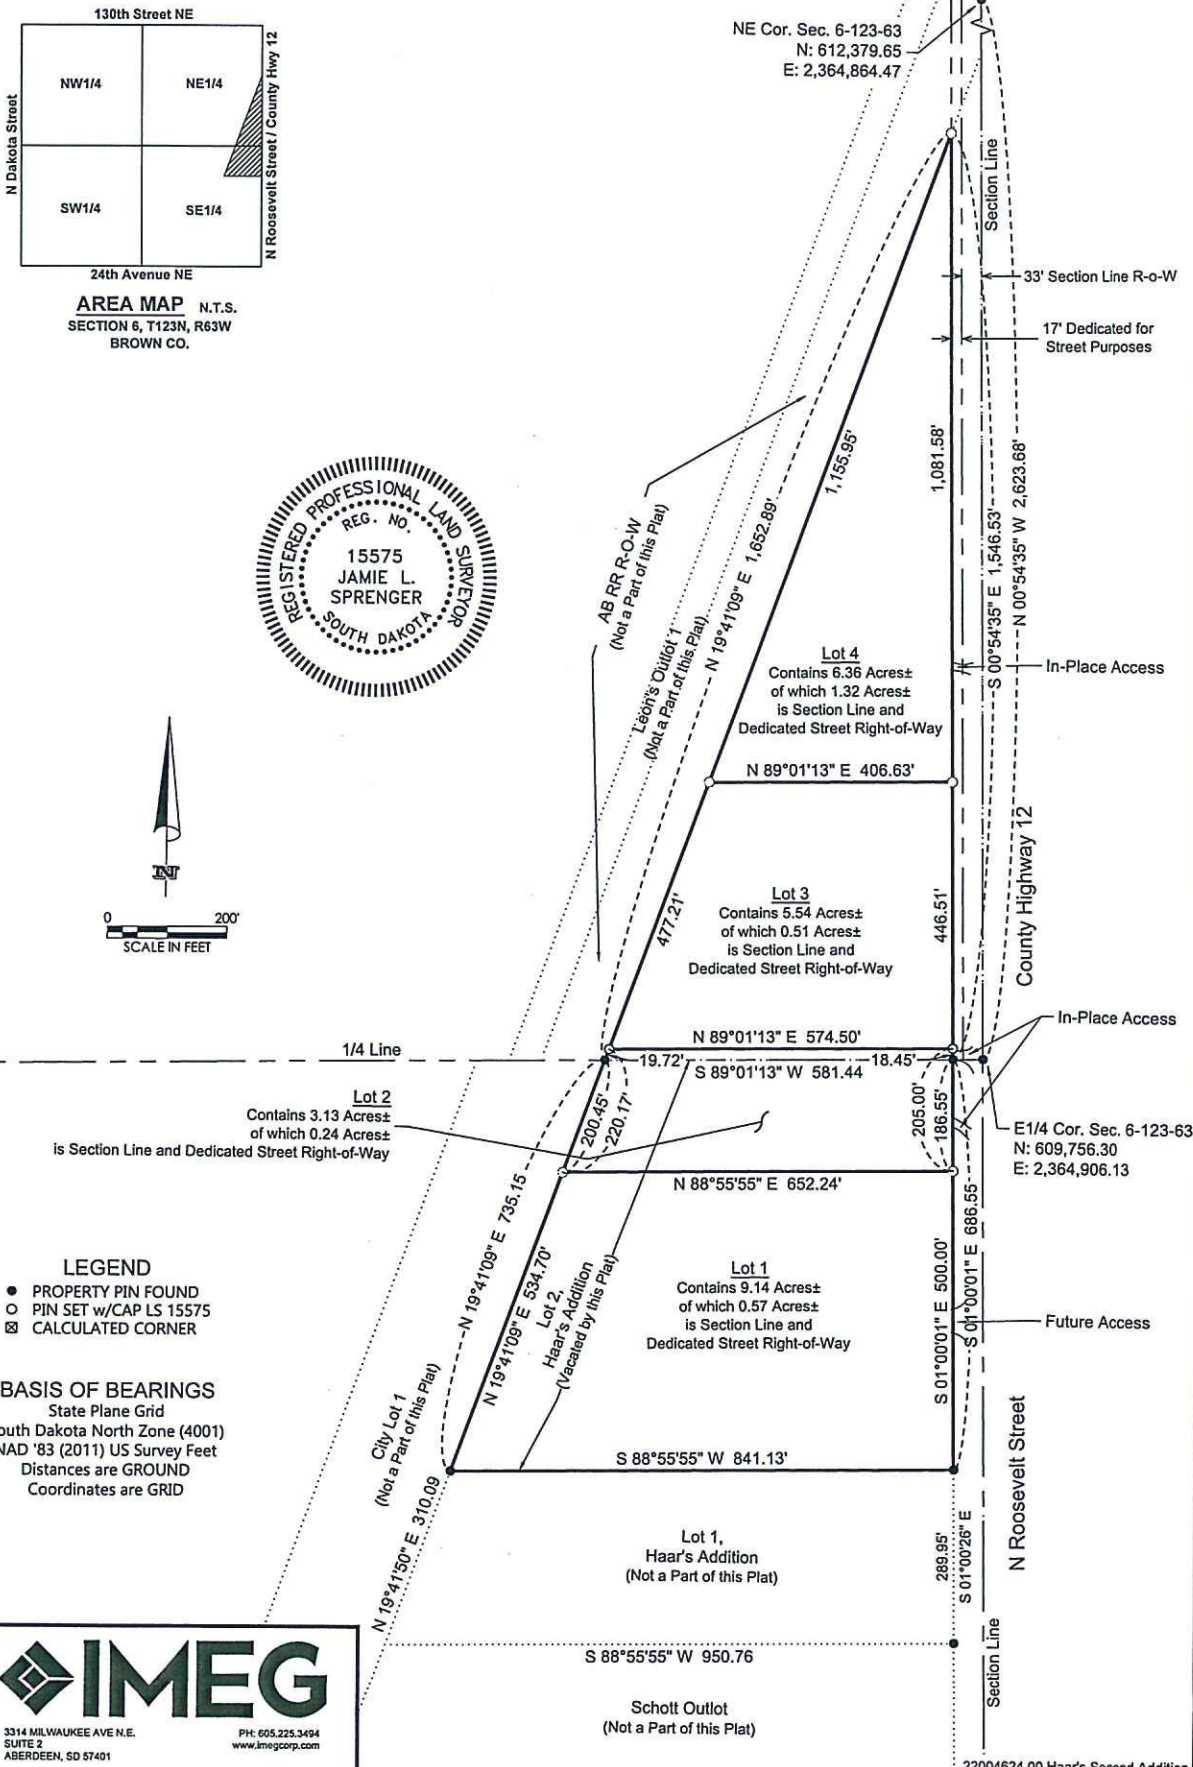 130th Street NE
NW1/4
NE1/4
N Dakota Street
N Roosevelt Street / County Hwy 12
SW1/4
SE1/4
24th Avenue NE
AREA MAP N.T.S.
SECTION 6, T123N, R63W
BROWN CO.
NE Cor. Sec. 6-123-63
N: 612,379.65
E: 2,364,864.47
Section Line
33' Section Line R-o-W
17' Dedicated for
Street Purposes
REGISTERED PROFESSIONAL LAND SURVEYOR
REG. NO.
15575
JAMIE L.
SPRENGER
SOUTH DAKOTA
AB RR R-O-W
(Not a Part of this Plat)
Leon's Outlot 1
(Not a Part of this Plat)
N 19°41'09" E 1,652.89'
1,155.95'
1,081.58'
S 00°54'35" E 1,546.53'
N 00°54'35" W 2,623.68'
Lot 4
Contains 6.36 Acres±
of which 1.32 Acres±
is Section Line and
Dedicated Street Right-of-Way
In-Place Access
N 89°01'13" E 406.63'
N
0 200'
SCALE IN FEET
477.21'
Lot 3
Contains 5.54 Acres±
of which 0.51 Acres±
is Section Line and
Dedicated Street Right-of-Way
446.51'
County Highway 12
In-Place Access
N 89°01'13" E 574.50'
1/4 Line
19.72'
S 89°01'13" W 581.44
18.45'
Lot 2
Contains 3.13 Acres±
of which 0.24 Acres±
is Section Line and Dedicated Street Right-of-Way
200.45'
220.17'
205.00'
186.55'
E1/4 Cor. Sec. 6-123-63
N: 609,756.30
E: 2,364,906.13
N 88°55'55" E 652.24'
N 19°41'09" E 735.15
N 19°41'09" E 534.70'
Lot 2,
Haar's Addition
(Vacated by this Plat)
Lot 1
Contains 9.14 Acres±
of which 0.57 Acres±
is Section Line and
Dedicated Street Right-of-Way
S 01°00'01" E 500.00'
S 01°00'01" E 686.55
Future Access
LEGEND
PROPERTY PIN FOUND
PIN SET w/CAP LS 15575
CALCULATED CORNER
BASIS OF BEARINGS
State Plane Grid
outh Dakota North Zone (4001)
NAD '83 (2011) US Survey Feet
Distances are GROUND
Coordinates are GRID
City Lot 1
(Not a Part of this Plat)
S 88°55'55" W 841.13'
N Roosevelt Street
N 19°41'50" E 310.09
Lot 1,
Haar's Addition
(Not a Part of this Plat)
289.95'
S 01°00'26" E
S 88°55'55" W 950.76
Section Line
Schott Outlot
(Not a Part of this Plat)
IMEG
3314 MILWAUKEE AVE N.E.
SUITE 2
ABERDEEN, SD 57401
PH: 605.225.3494
www.imegcorp.com
22004624.00 Haar's Second Addition